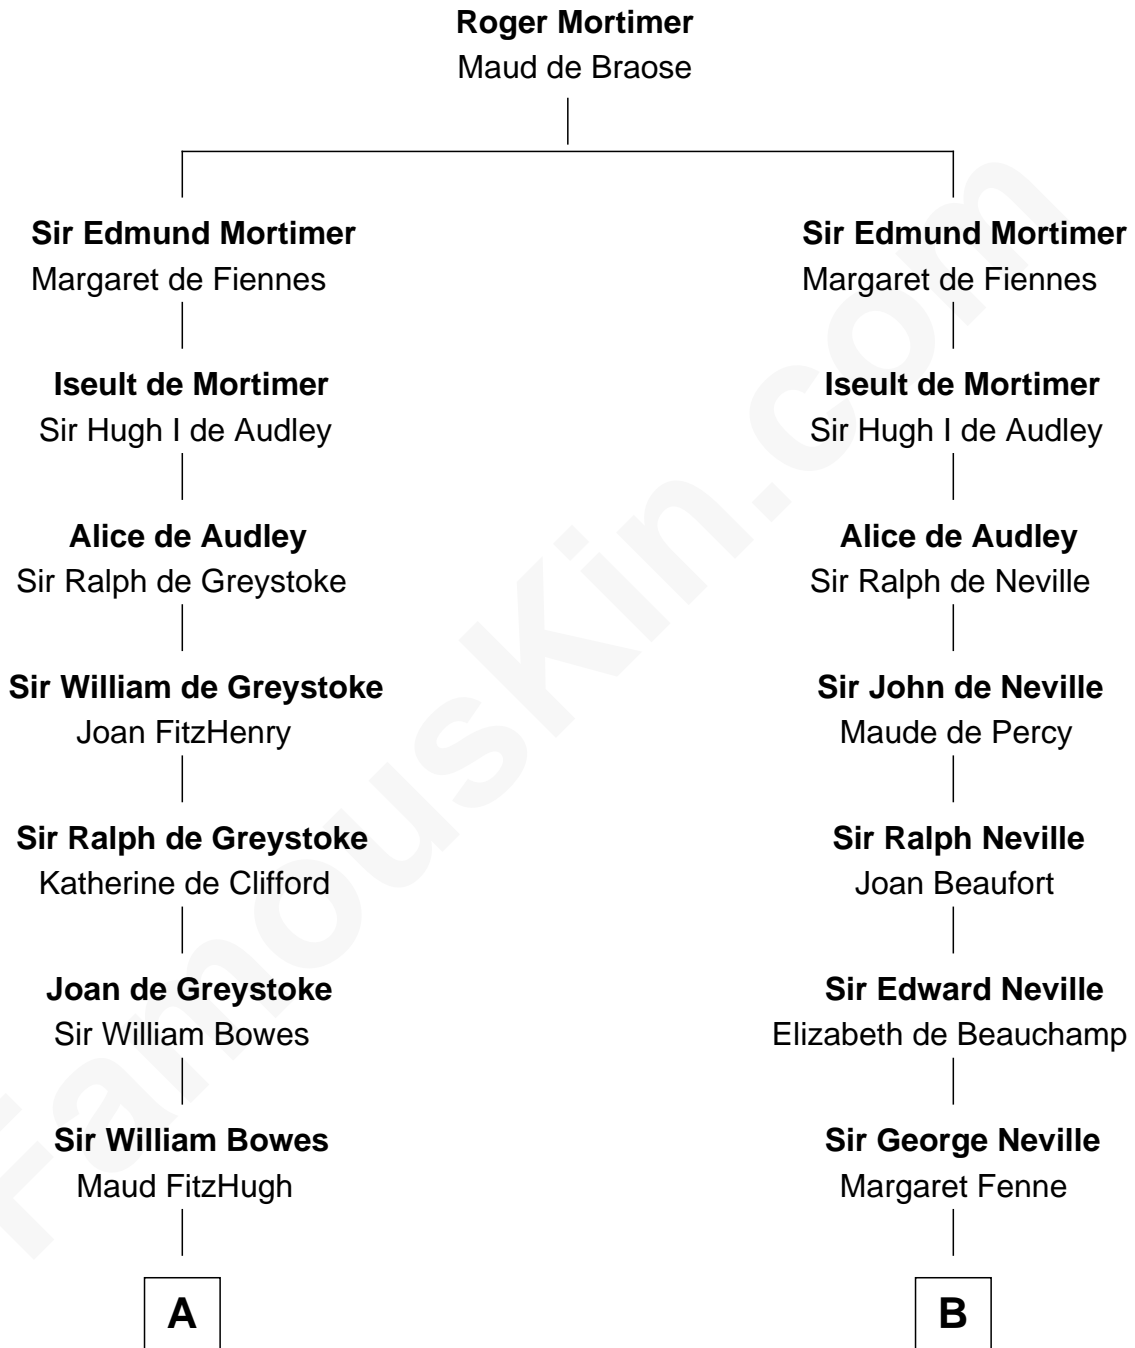 Roger Mortimer
Maud de Braose
Sir Edmund Mortimer
Margaret de Fiennes
Iseult de Mortimer
Sir Hugh I de Audley
Alice de Audley
Sir Ralph de Greystoke
Sir William de Greystoke
Joan FitzHenry
Sir Ralph de Greystoke
Katherine de Clifford
Joan de Greystoke
Sir William Bowes
Sir William Bowes
Maud FitzHugh
A
Sir Edmund Mortimer
Margaret de Fiennes
Iseult de Mortimer
Sir Hugh I de Audley
Alice de Audley
Sir Ralph de Neville
Sir John de Neville
Maude de Percy
Sir Ralph Neville
Joan Beaufort
Sir Edward Neville
Elizabeth de Beauchamp
Sir George Neville
Margaret Fenne
B
FamousKin.com